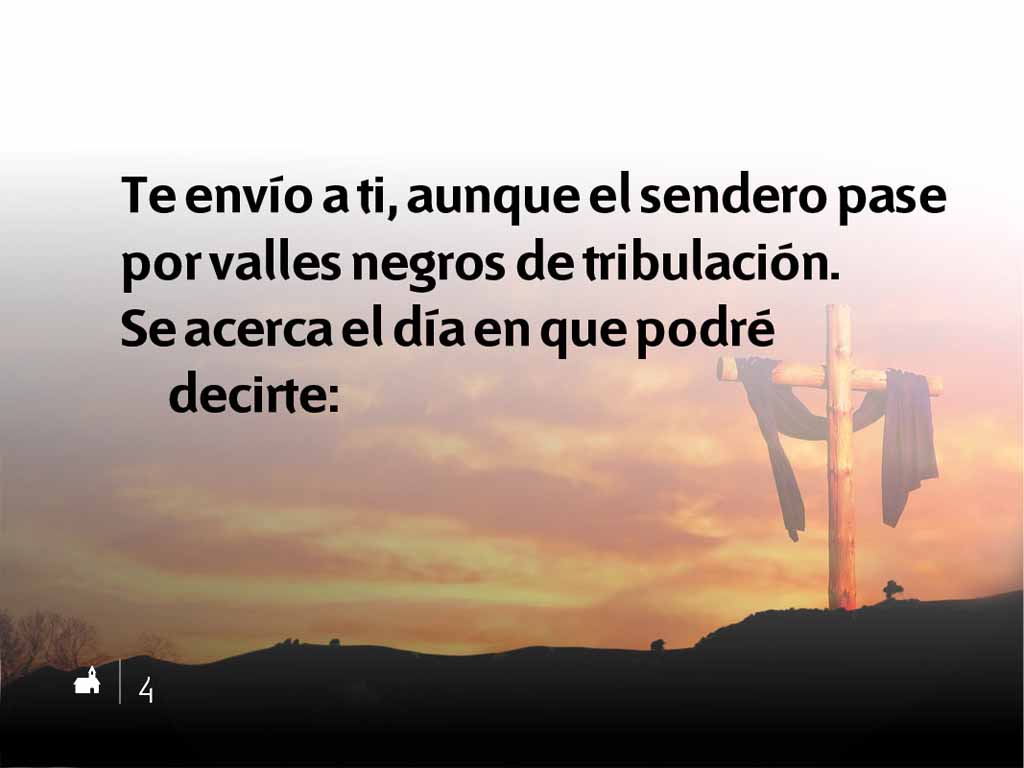 Te envío a ti, aunque el sendero pase
por valles negros de tribulación.
Se acerca el día en que podré
decirte:
4